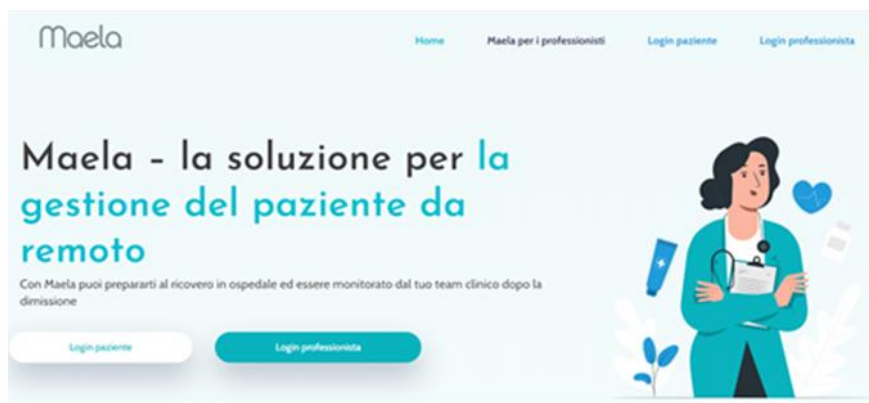 Maela
Home
Maela per i professionisti
Login paziente
Login professionista
Maela – la soluzione per la
gestione del paziente da
remoto
Con Maela puoi prepararti al ricovero in ospedale ed essere monitorato dal tuo team clinico dopo la
dimissione
Login paziente
Login professionista